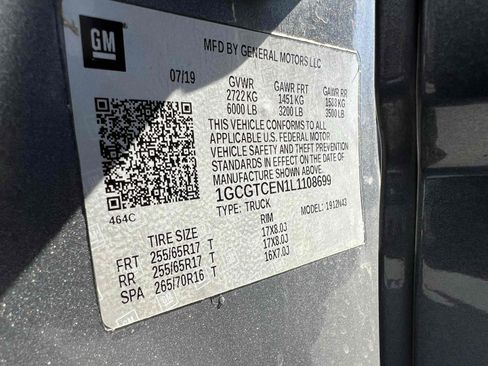 GM
MFD BY GENERAL MOTORS LLC
07/19 GVWR GAWR FRT GAWR RR
2722 KG 1451 KG 1588 KG
6000 LB 3200 LB 3500 LB
THIS VEHICLE CONFORMS TO ALL
APPLICABLE U.S. FEDERAL MOTOR
VEHICLE SAFETY AND THEFT PREVENTION
STANDARDS IN EFFECT ON THE DATE OF
MANUFACTURE SHOWN ABOVE.
1GCGTCEN1L1108699
464C TYPE: TRUCK MODEL: 1912N43
TIRE SIZE RIM
FRT 255/65R17 T 17X8.0J
RR 255/65R17 T 17X8.0J
SPA 265/70R16 T 16X7.0J